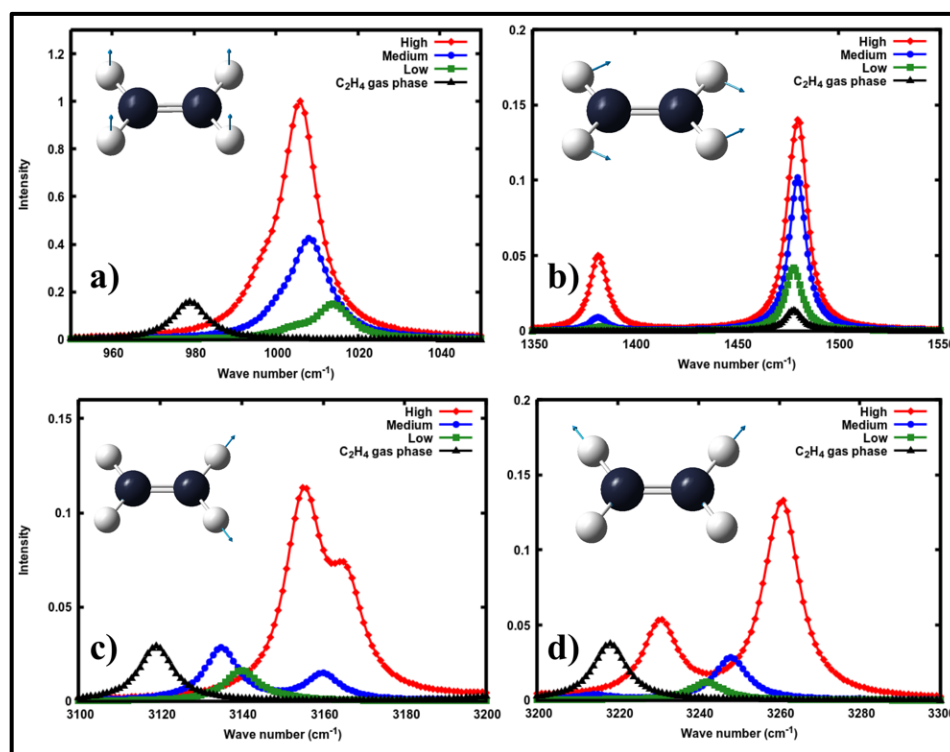 High
Medium
Low
C₂H₄ gas phase
1.2
1
0.8
0.6
0.4
0.2
0
Intensity
a)
960
980
1000
1020
1040
Wave number (cm⁻¹)
High
Medium
Low
C₂H₄ gas phase
0.2
0.15
0.1
0.05
0
b)
1350
1400
1450
1500
1550
Wave number (cm⁻¹)
High
Medium
Low
C₂H₄ gas phase
0.15
0.1
0.05
0
Intensity
c)
3100
3120
3140
3160
3180
3200
Wave number (cm⁻¹)
High
Medium
Low
C₂H₄ gas phase
0.2
0.15
0.1
0.05
0
d)
3200
3220
3240
3260
3280
3300
Wave number (cm⁻¹)